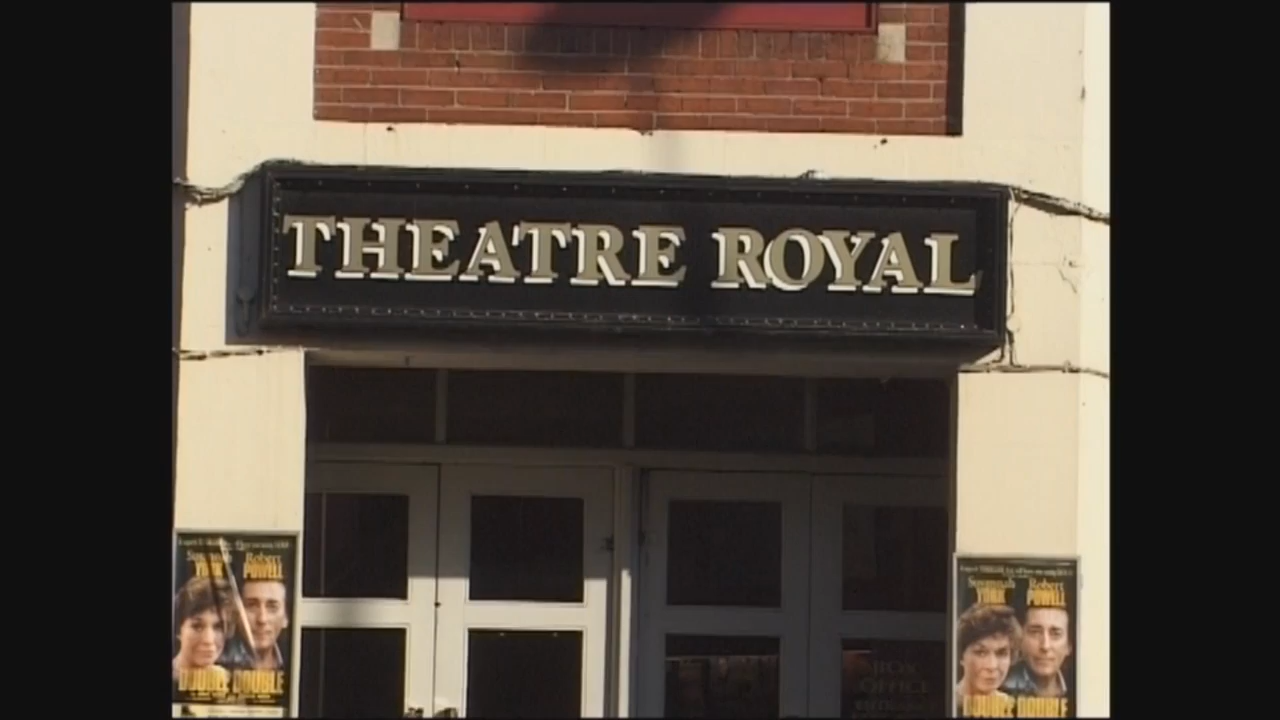 THEATRE ROYAL
Susannah Robert
YORK POWELL
DOUBLE DOUBLE
Susannah Robert
YORK POWELL
DOUBLE DOUBLE
BOX
OFFICE